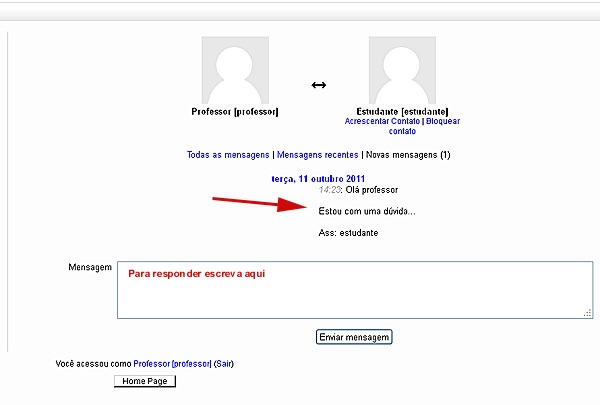 Professor [professor]
Estudante [estudante]
Acrescentar Contato | Bloquear
contato
Todas as mensagens | Mensagens recentes | Novas mensagens (1)
terça, 11 outubro 2011
14:23: Olá professor
Estou com uma dúvida...
Ass: estudante
Mensagem
Para responder escreva aqui
Enviar mensagem
Você acessou como Professor [professor] (Sair)
Home Page